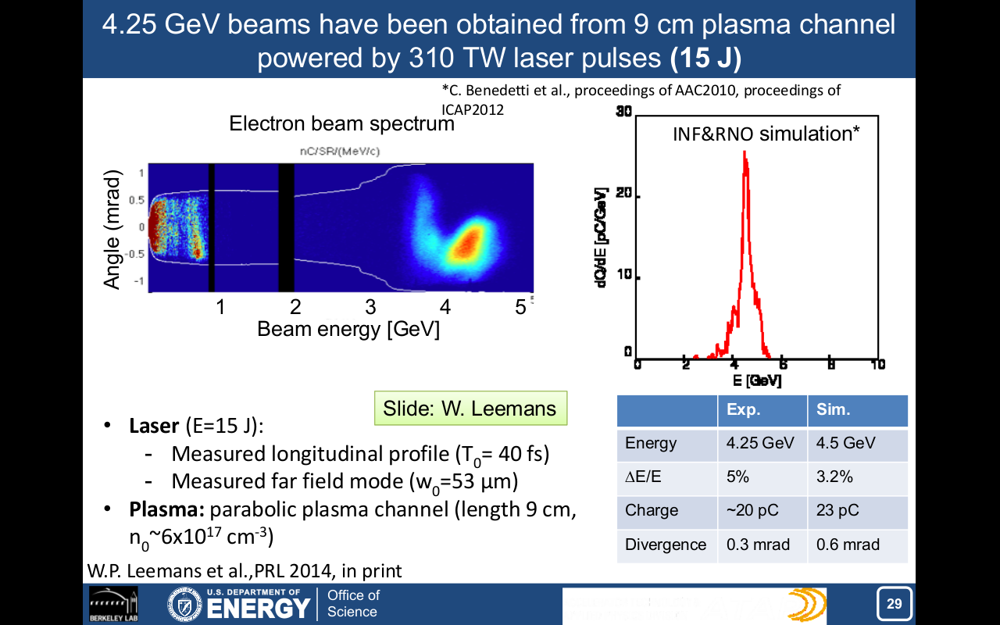 4.25 GeV beams have been obtained from 9 cm plasma channel
powered by 310 TW laser pulses (15 J)
*C. Benedetti et al., proceedings of AAC2010, proceedings of
ICAP2012
Electron beam spectrum
nC/SR/(MeV/c)
Angle (mrad)
1
0.5
0
-0.5
-1
1 2 3 4 5
Beam energy [GeV]
INF&RNO simulation*
dQ/dE [pC/GeV]
30
20
10
0
0 2 4 6 8 10
E [GeV]
Slide: W. Leemans
• Laser (E=15 J):
- Measured longitudinal profile (T₀= 40 fs)
- Measured far field mode (w₀=53 µm)
• Plasma: parabolic plasma channel (length 9 cm,
n₀~6x10¹⁷ cm⁻³)
Exp. Sim.
Energy 4.25 GeV 4.5 GeV
∆E/E 5% 3.2%
Charge ~20 pC 23 pC
Divergence 0.3 mrad 0.6 mrad
W.P. Leemans et al.,PRL 2014, in print
BERKELEY LAB
U.S. DEPARTMENT OF
ENERGY
Office of
Science
29